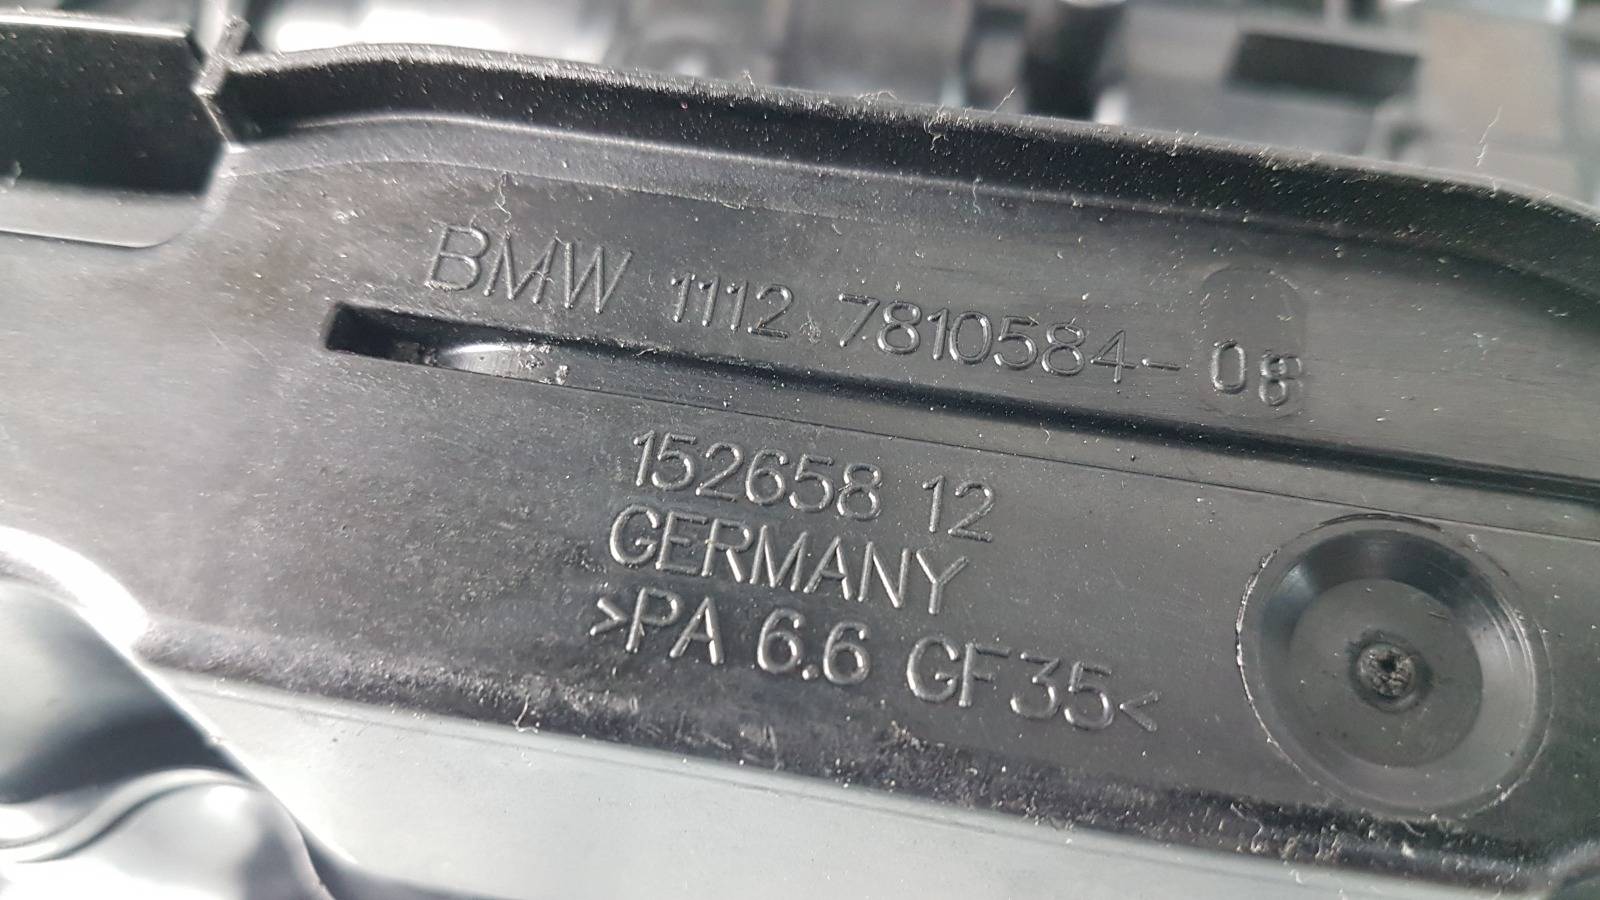 BMW 1112 7810584-08
152658 12
GERMANY
>PA 6.6 GF35<